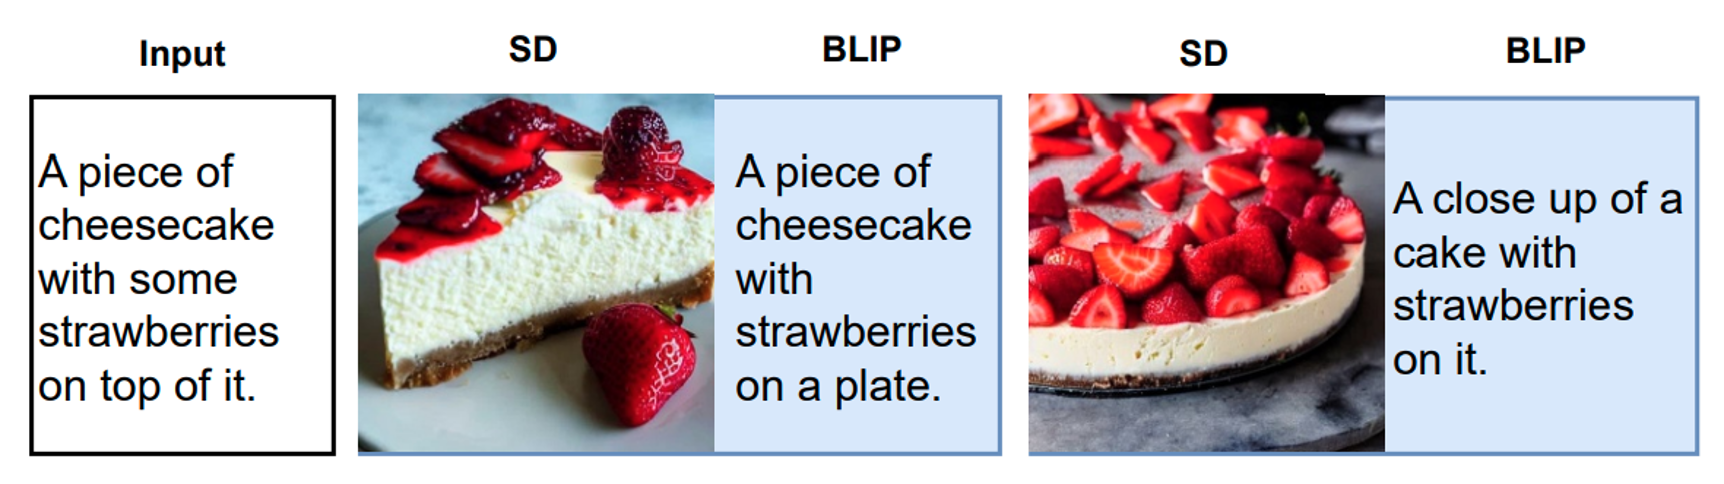 Input
SD
BLIP
SD
BLIP
A piece of
cheesecake
with some
strawberries
on top of it.
A piece of
cheesecake
with
strawberries
on a plate.
A close up of a
cake with
strawberries
on it.